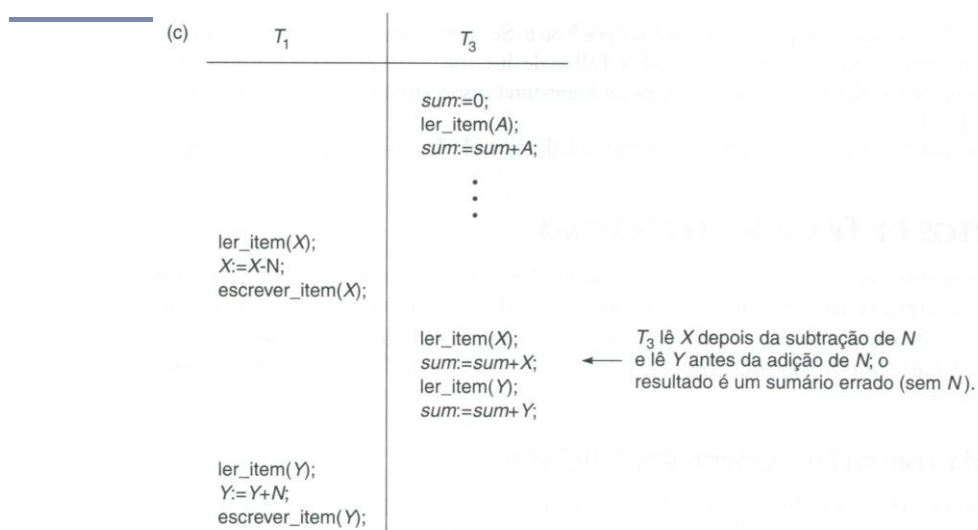 (c)
T₁ T₃
sum:=0;
ler_item(A);
sum:=sum+A;
ler_item(X);
X:=X-N;
escrever_item(X);
ler_item(X);
sum:=sum+X;
ler_item(Y);
sum:=sum+Y;
T₃ lê X depois da subtração de N
e lê Y antes da adição de N; o
resultado é um sumário errado (sem N).
ler_item(Y);
Y:=Y+N;
escrever_item(Y);